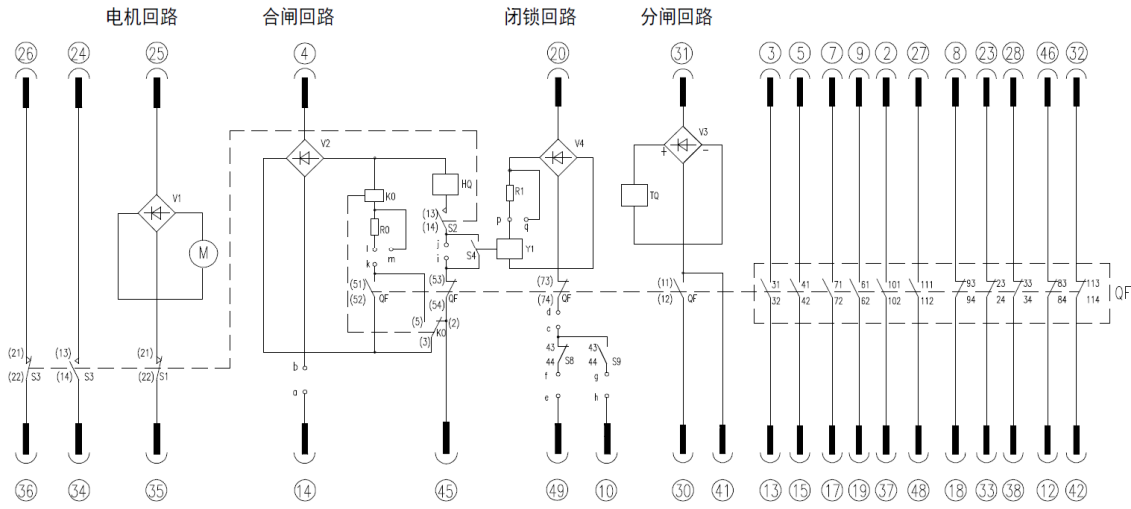 电机回路 合闸回路 闭锁回路 分闸回路
26 24 25 4 20 31 3 5 7 9 2 27 8 23 28 46 32
V2 V4 V3
+ −
V1 HQ R1 TQ
K0 (13) p q
M R0 (14) S2 Y1
l m j S4
k i
(51) (53) (73) (11) 31 41 71 61 101 111 93 23 33 83 113
(52) QF (54) QF (74) QF (12) QF 32 42 72 62 102 112 94 24 34 84 114 QF
d
(5) (2) c
(3) K0
(21) (13) (21) 43 43
(22) S3 (14) S3 (22) S1 b 44 S8 44 S9
f g
a e h
36 34 35 14 45 49 10 30 41 13 15 17 19 37 48 18 33 38 12 42